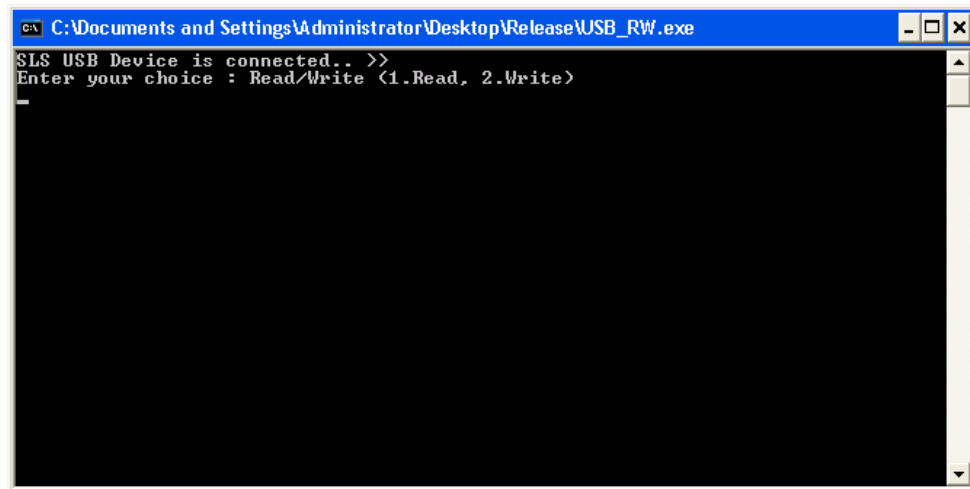 C:\Documents and Settings\Administrator\Desktop\Release\USB_RW.exe
SLS USB Device is connected.. >>
Enter your choice : Read/Write (1.Read, 2.Write)